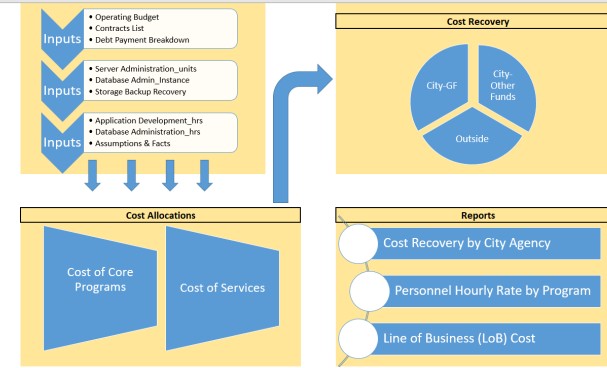 Inputs
• Operating Budget
• Contracts List
• Debt Payment Breakdown
Inputs
• Server Administration_units
• Database Admin_Instance
• Storage Backup Recovery
Inputs
• Application Development_hrs
• Database Administration_hrs
• Assumptions & Facts
Cost Recovery
City-GF
City-
Other
Funds
Outside
Cost Allocations
Cost of Core
Programs
Cost of Services
Reports
Cost Recovery by City Agency
Personnel Hourly Rate by Program
Line of Business (LoB) Cost